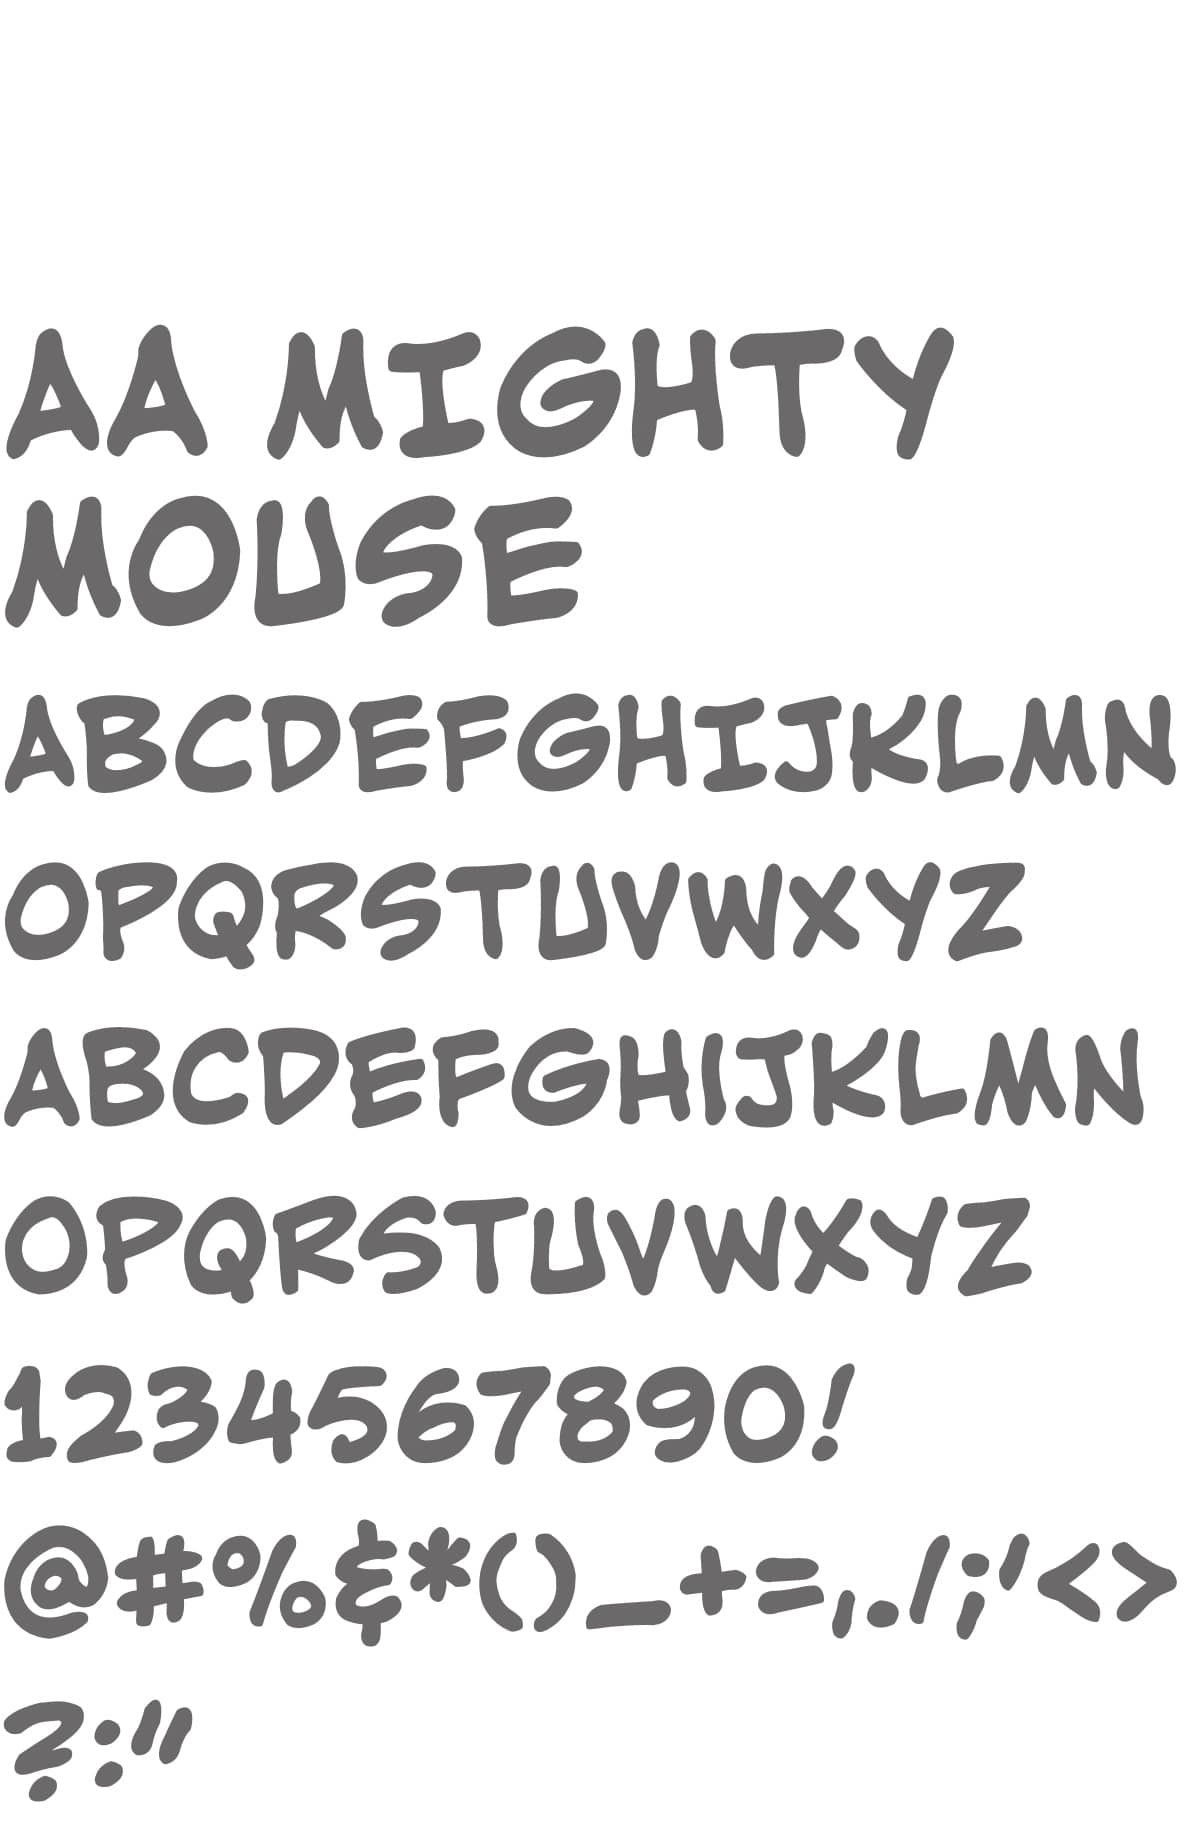 AA MIGHTY
MOUSE
ABCDEFGHIJKLMN
OPQRSTUVWXYZ
ABCDEFGHIJKLMN
OPQRSTUVWXYZ
1234567890!
@#%&*()_+=,./;'<>
?:"